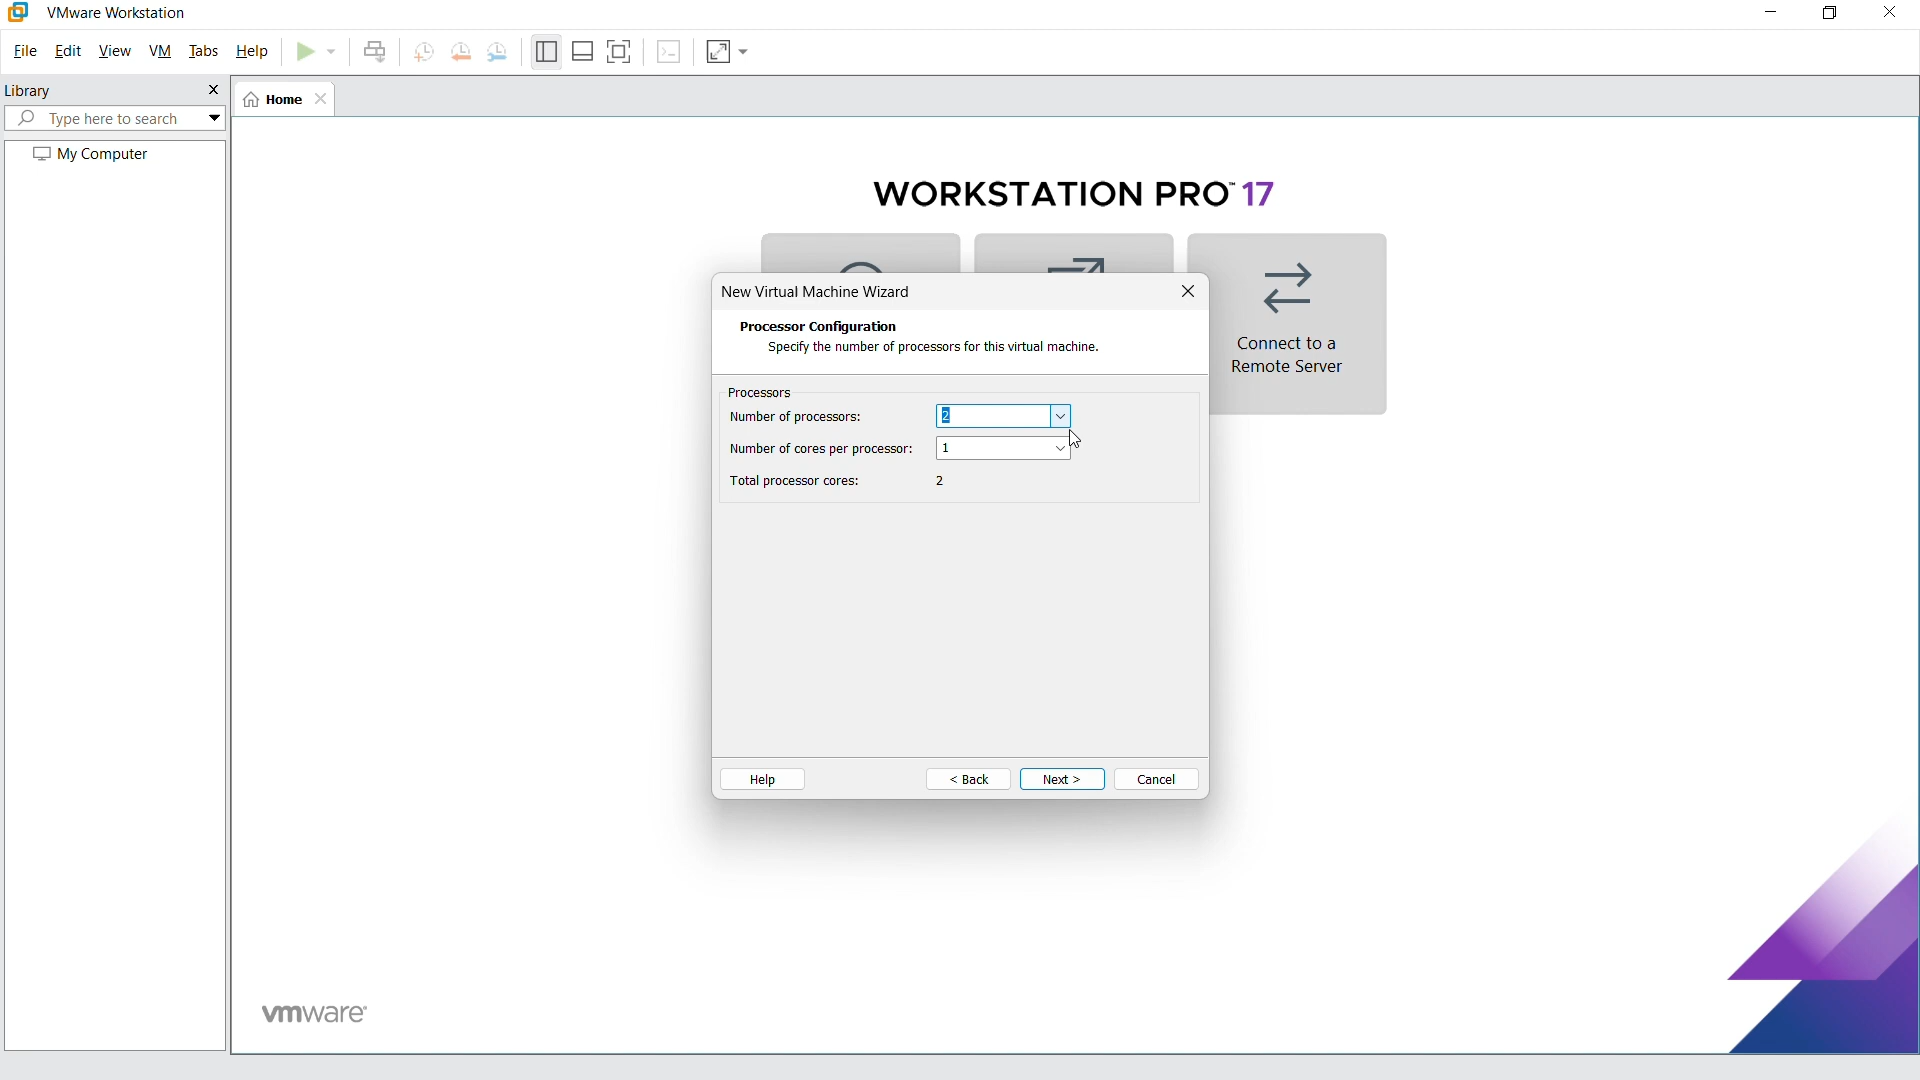 VMware Workstation
File Edit View VM Tabs Help
Library
Type here to search
My Computer
Home
WORKSTATION PRO™ 17
Connect to a
Remote Server
New Virtual Machine Wizard
Processor Configuration
Specify the number of processors for this virtual machine.
Processors
Number of processors: 2
Number of cores per processor: 1
Total processor cores: 2
Help < Back Next > Cancel
vmware®